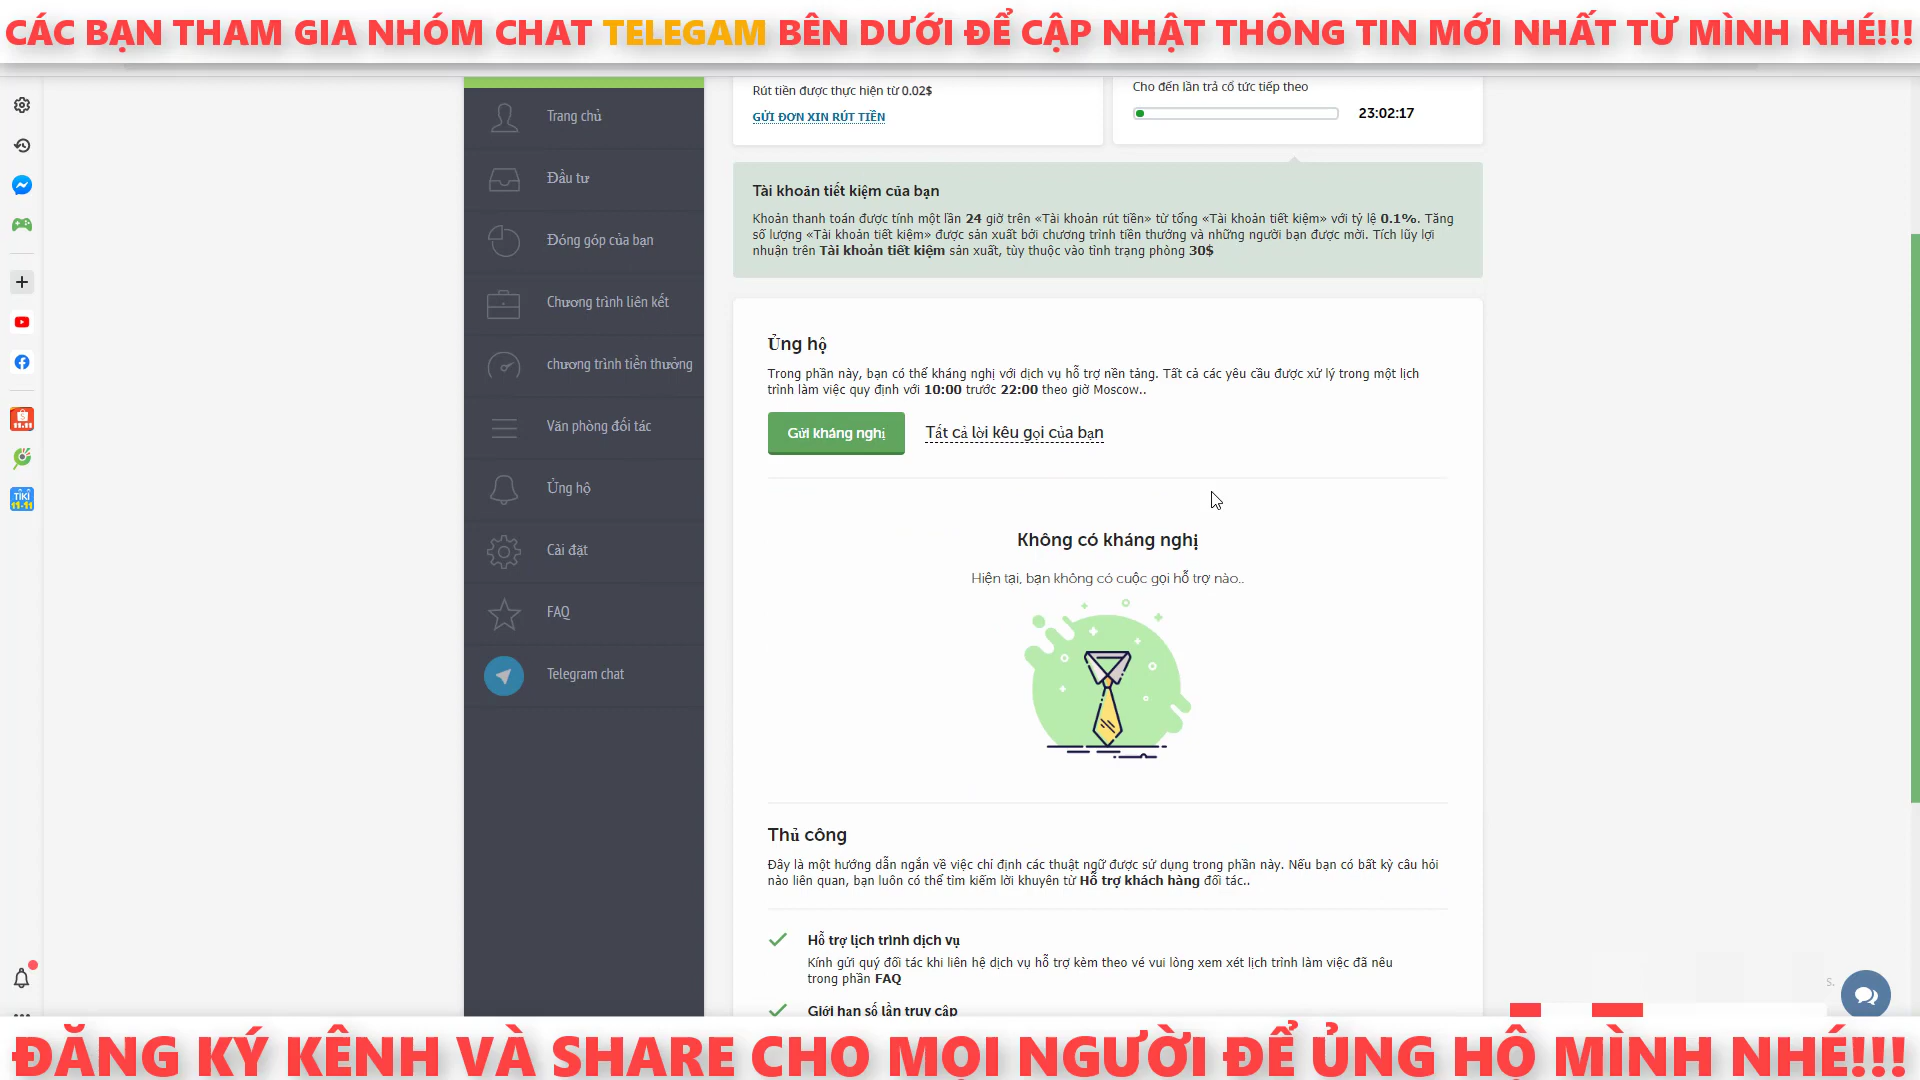 CÁC BẠN THAM GIA NHÓM CHAT TELEGAM BÊN DƯỚI ĐỂ CẬP NHẬT THÔNG TIN MỚI NHẤT TỪ MÌNH NHÉ!!!
Rút tiền được thực hiện từ 0.02$
GỬI ĐƠN XIN RÚT TIỀN
Cho đến lần trả cổ tức tiếp theo
23:02:17
Trang chủ
Đầu tư
Đóng góp của bạn
Chương trình liên kết
chương trình tiền thưởng
Văn phòng đối tác
Ủng hộ
Cài đặt
FAQ
Telegram chat
Tài khoản tiết kiệm của bạn
Khoản thanh toán được tính một lần 24 giờ trên «Tài khoản rút tiền» từ tổng «Tài khoản tiết kiệm» với tỷ lệ 0.1%. Tăng
số lượng «Tài khoản tiết kiệm» được sản xuất bởi chương trình tiền thưởng và những người bạn được mời. Tích lũy lợi
nhuận trên Tài khoản tiết kiệm sản xuất, tùy thuộc vào tình trạng phòng 30$
Ủng hộ
Trong phần này, bạn có thể kháng nghị với dịch vụ hỗ trợ nền tảng. Tất cả các yêu cầu được xử lý trong một lịch
trình làm việc quy định với 10:00 trước 22:00 theo giờ Moscow..
Gửi kháng nghị
Tất cả lời kêu gọi của bạn
Không có kháng nghị
Hiện tại, bạn không có cuộc gọi hỗ trợ nào..
Thủ công
Đây là một hướng dẫn ngắn về việc chỉ định các thuật ngữ được sử dụng trong phần này. Nếu bạn có bất kỳ câu hỏi
nào liên quan, bạn luôn có thể tìm kiếm lời khuyên từ Hỗ trợ khách hàng đối tác..
Hỗ trợ lịch trình dịch vụ
Kính gửi quý đối tác khi liên hệ dịch vụ hỗ trợ kèm theo vé vui lòng xem xét lịch trình làm việc đã nêu
trong phần FAQ
Giới hạn số lần truy cập
11.11
TIKI
11-11
s.
ĐĂNG KÝ KÊNH VÀ SHARE CHO MỌI NGƯỜI ĐỂ ỦNG HỘ MÌNH NHÉ!!!